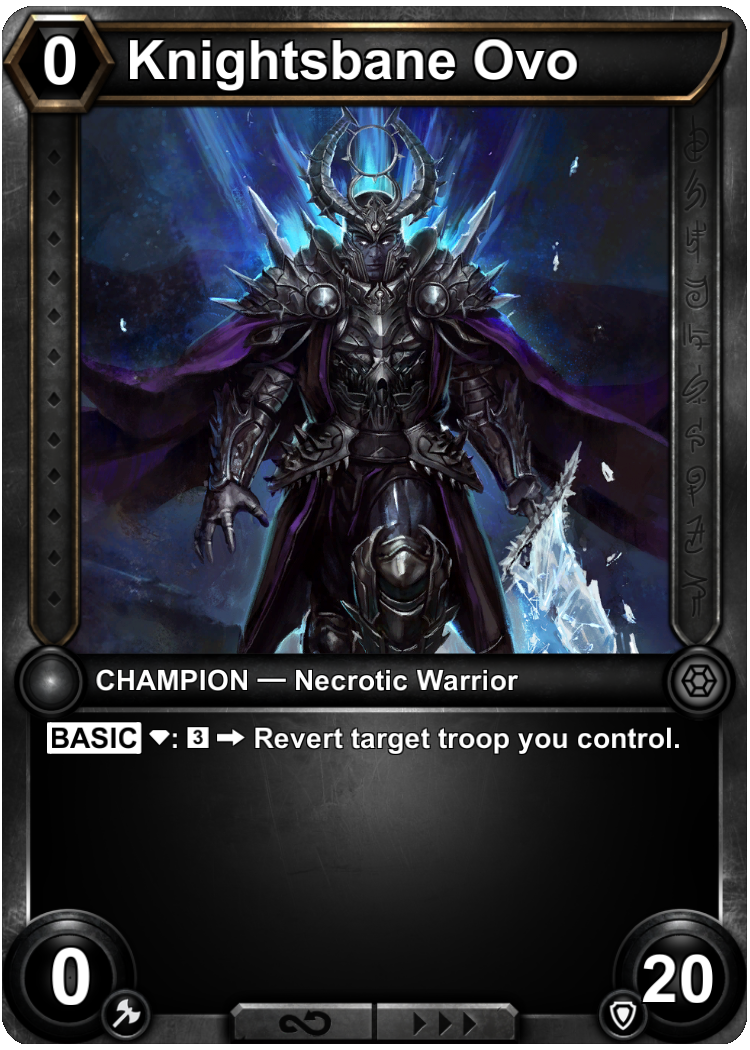 0 Knightsbane Ovo
CHAMPION — Necrotic Warrior
BASIC : 3 ➡ Revert target troop you control.
0 20